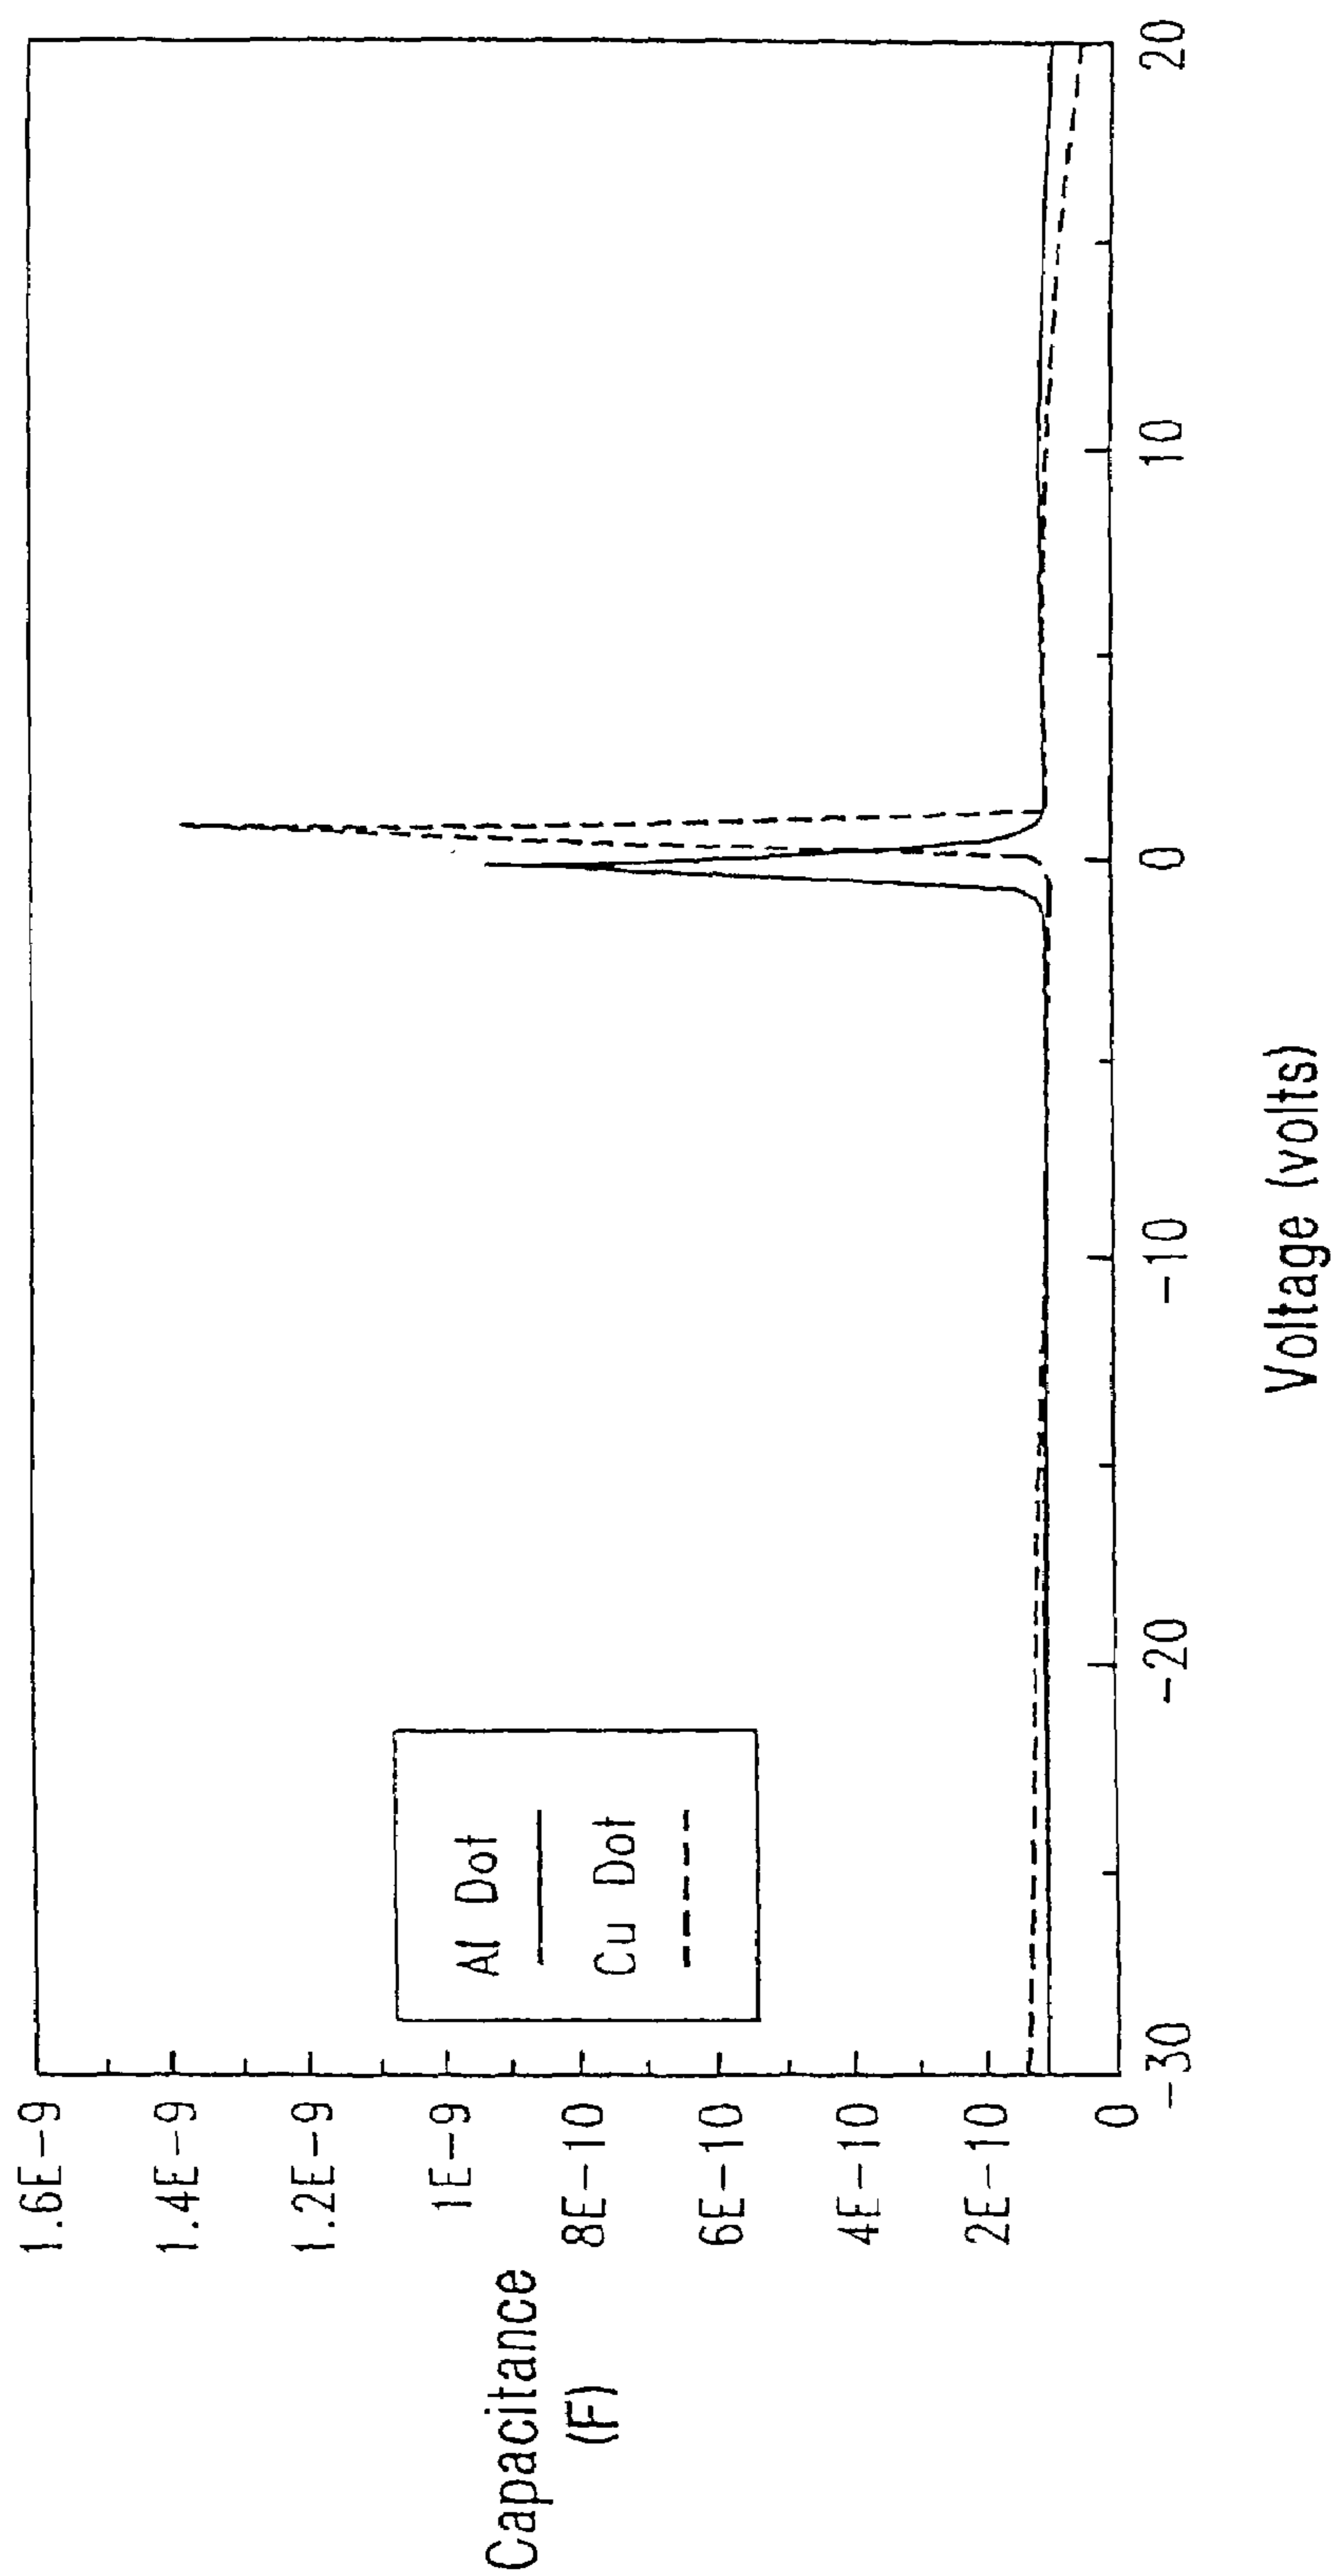 1.6E-9
1.4E-9
1.2E-9
1E-9
8E-10
6E-10
4E-10
2E-10
0
Capacitance
(F)
Al Dot
Cu Dot
-30
-20
-10
0
10
20
Voltage (volts)